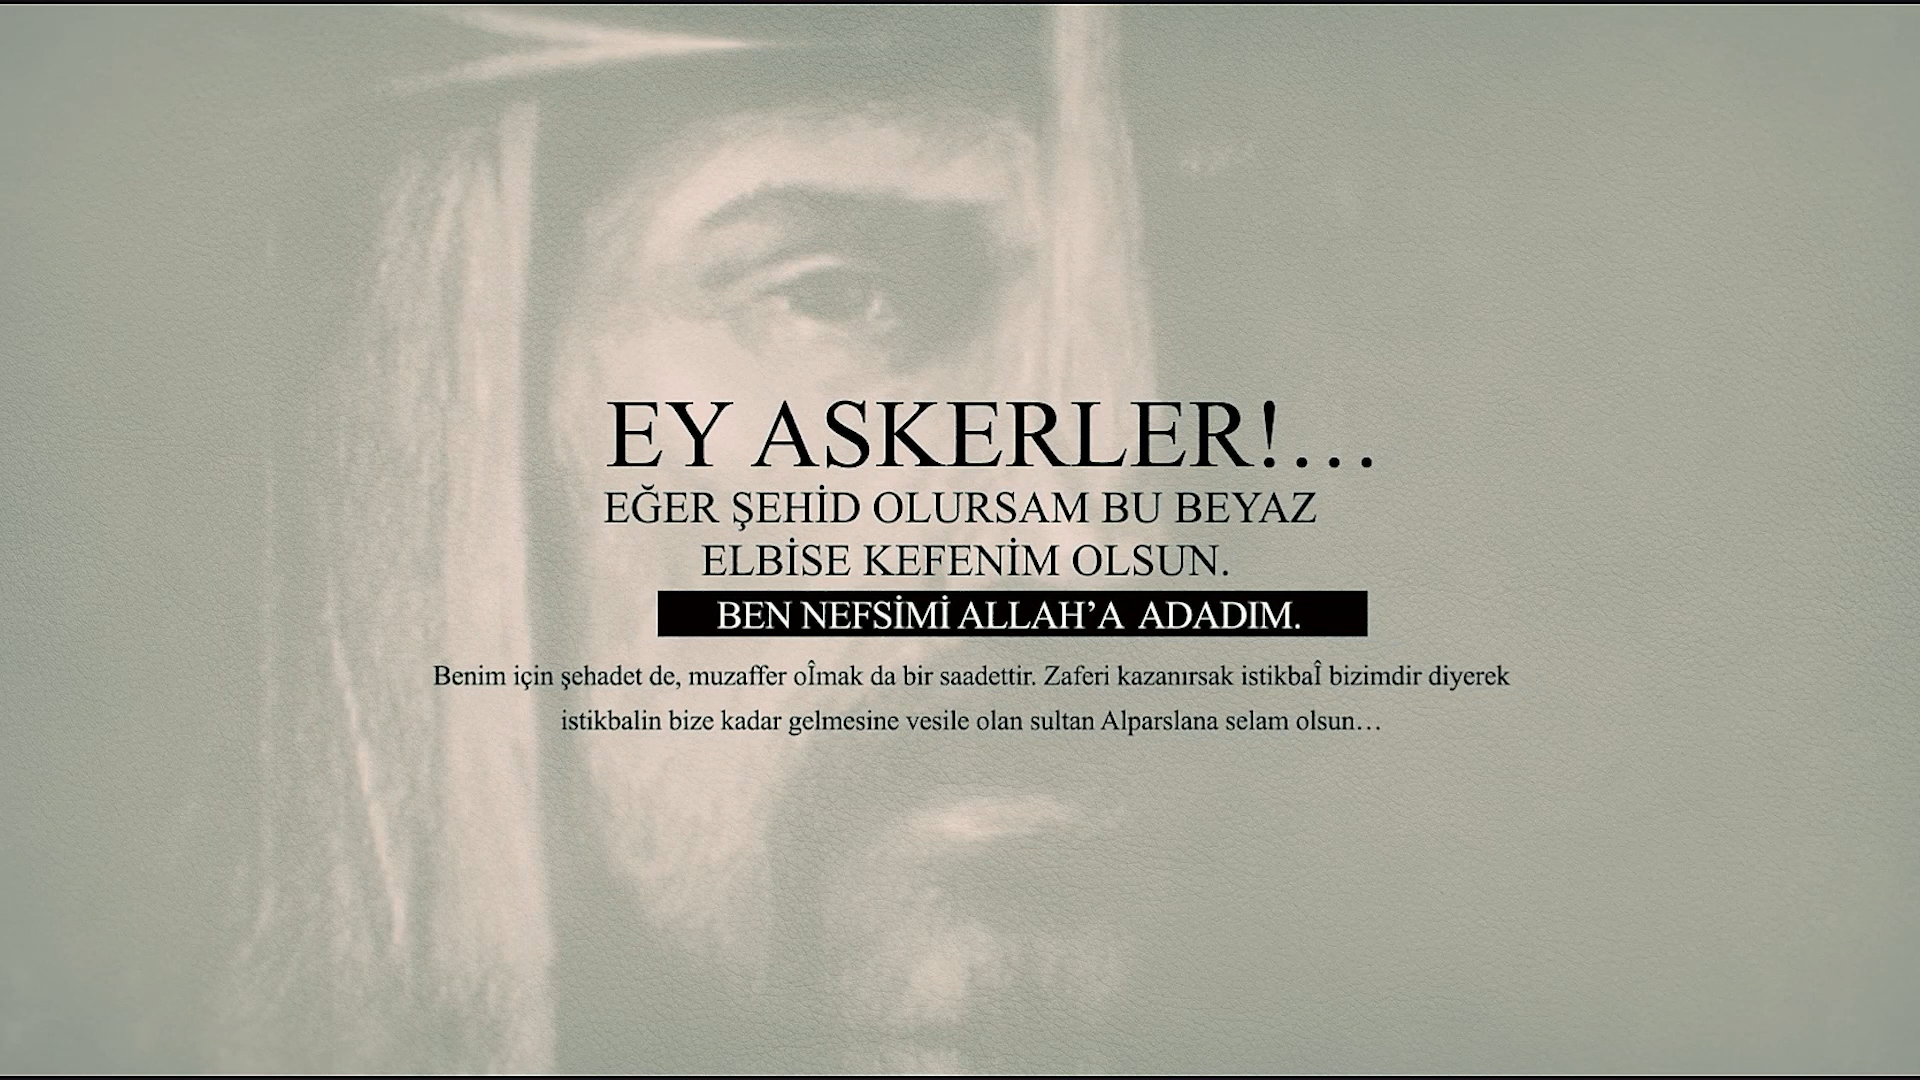 EY ASKERLER!...
EĞER ŞEHİD OLURSAM BU BEYAZ
ELBİSE KEFENİM OLSUN.
BEN NEFSİMİ ALLAH’A ADADIM.
Benim için şehadet de, muzaffer oÎmak da bir saadettir. Zaferi kazanırsak istikbaÎ bizimdir diyerek
istikbalin bize kadar gelmesine vesile olan sultan Alparslana selam olsun…